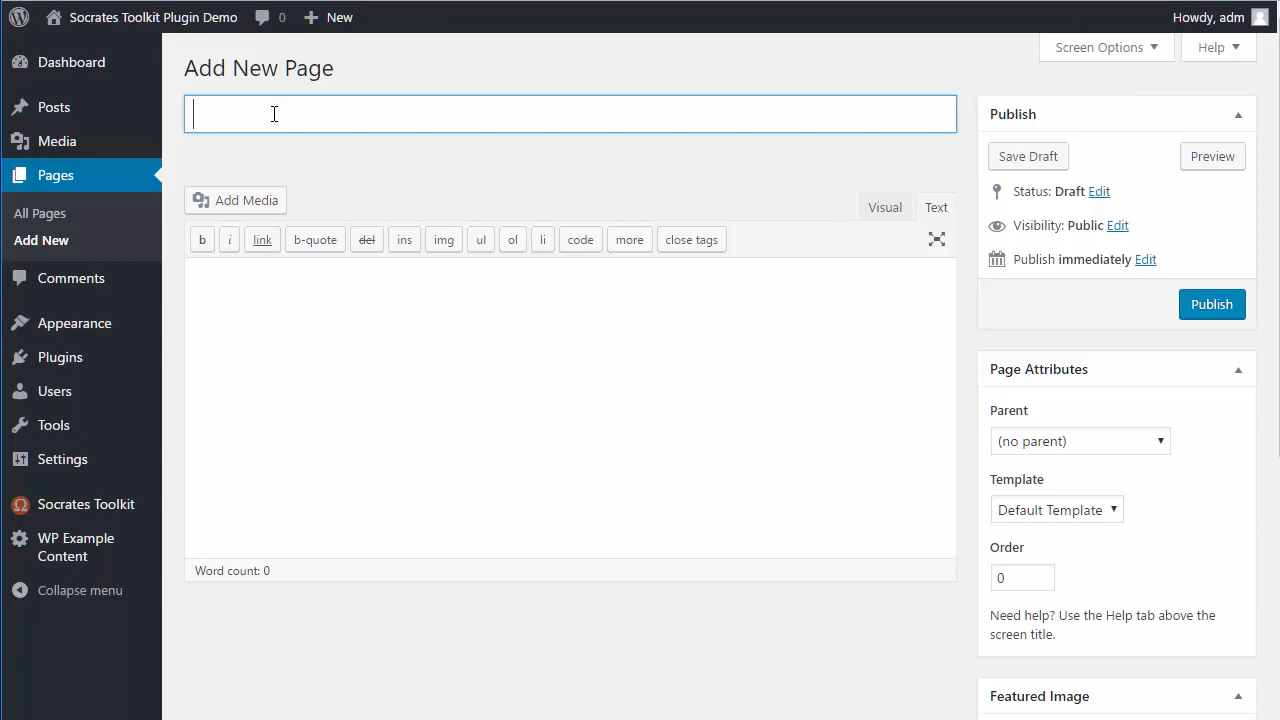 Socrates Toolkit Plugin Demo 0 New Howdy, adm
Screen Options Help
Dashboard
Posts
Media
Pages
All Pages
Add New
Comments
Appearance
Plugins
Users
Tools
Settings
Socrates Toolkit
WP Example
Content
Collapse menu
Add New Page
Add Media
Visual Text
b i link b-quote del ins img ul ol li code more close tags
Word count: 0
Publish
Save Draft Preview
Status: Draft Edit
Visibility: Public Edit
Publish immediately Edit
Publish
Page Attributes
Parent
(no parent)
Template
Default Template
Order
0
Need help? Use the Help tab above the
screen title.
Featured Image